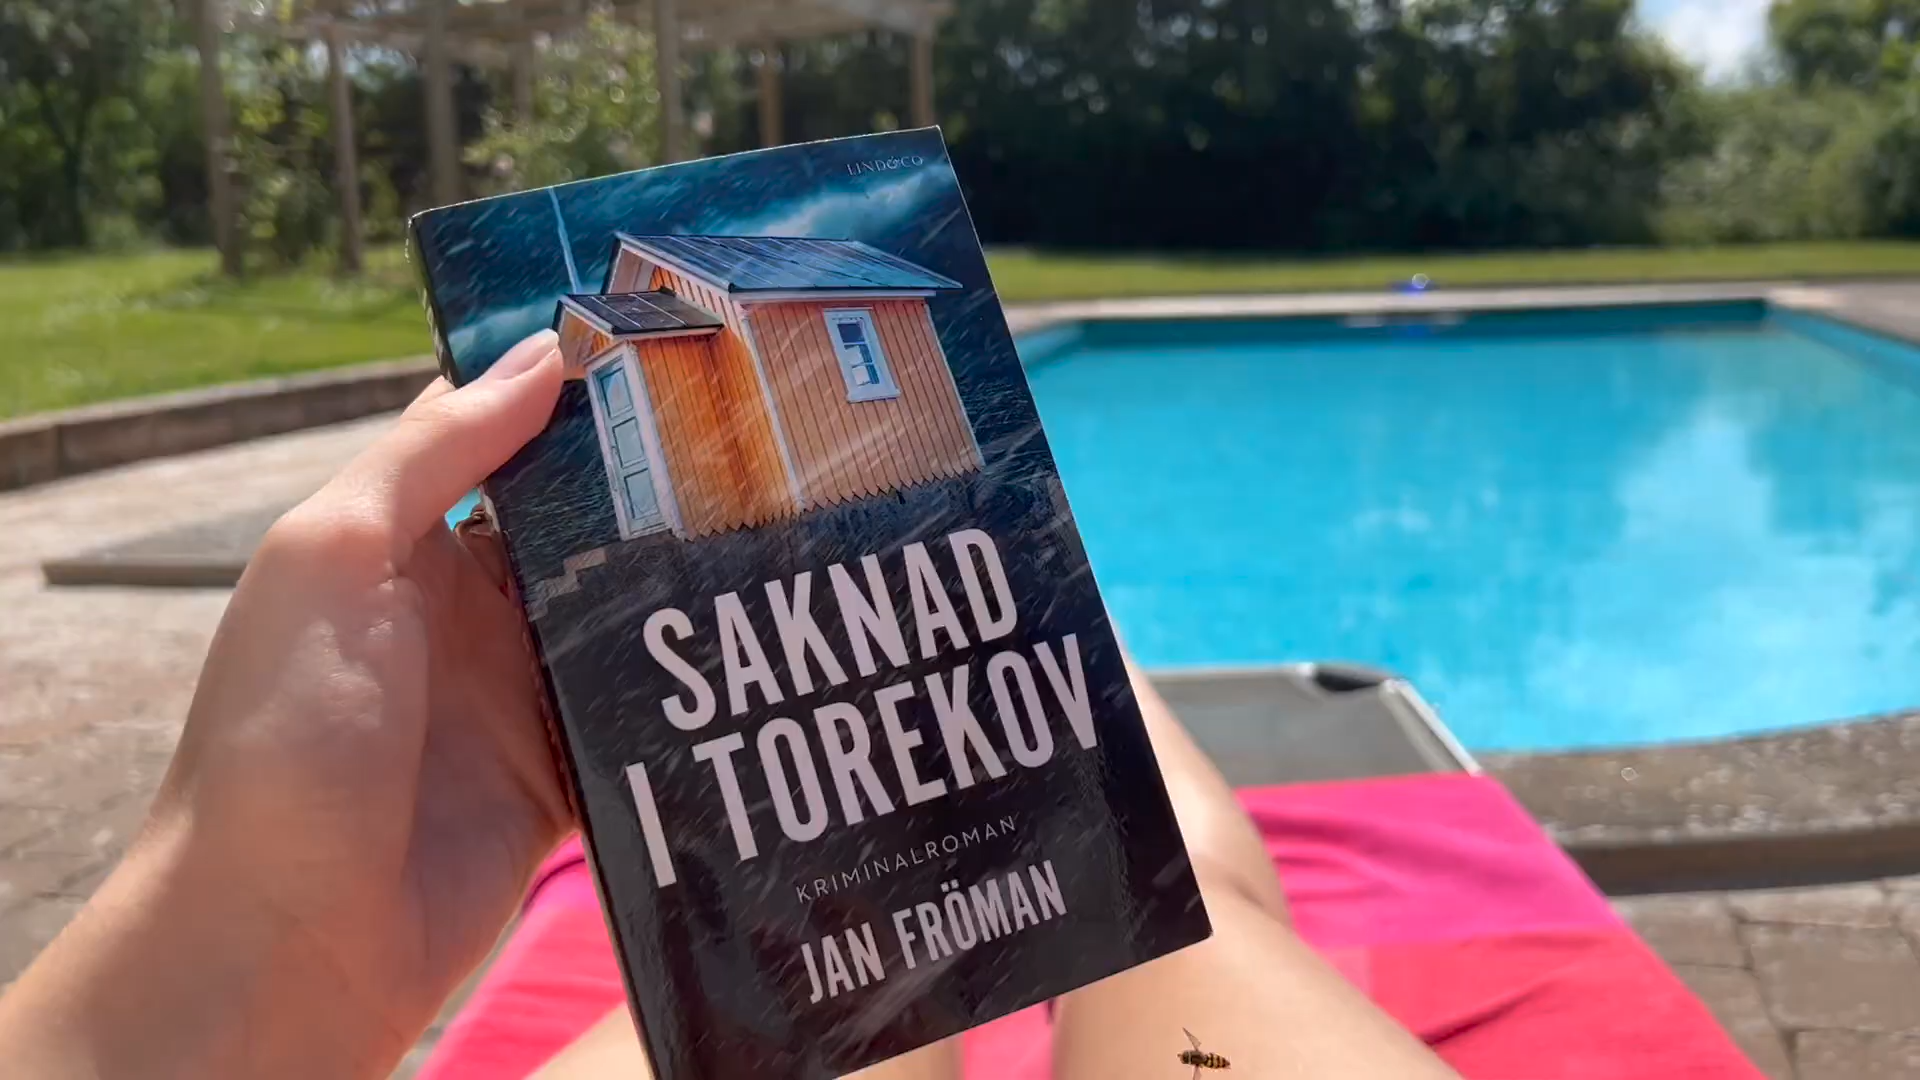 LIND&CO
SAKNAD
I TOREKOV
KRIMINALROMAN
JAN FRÖMAN